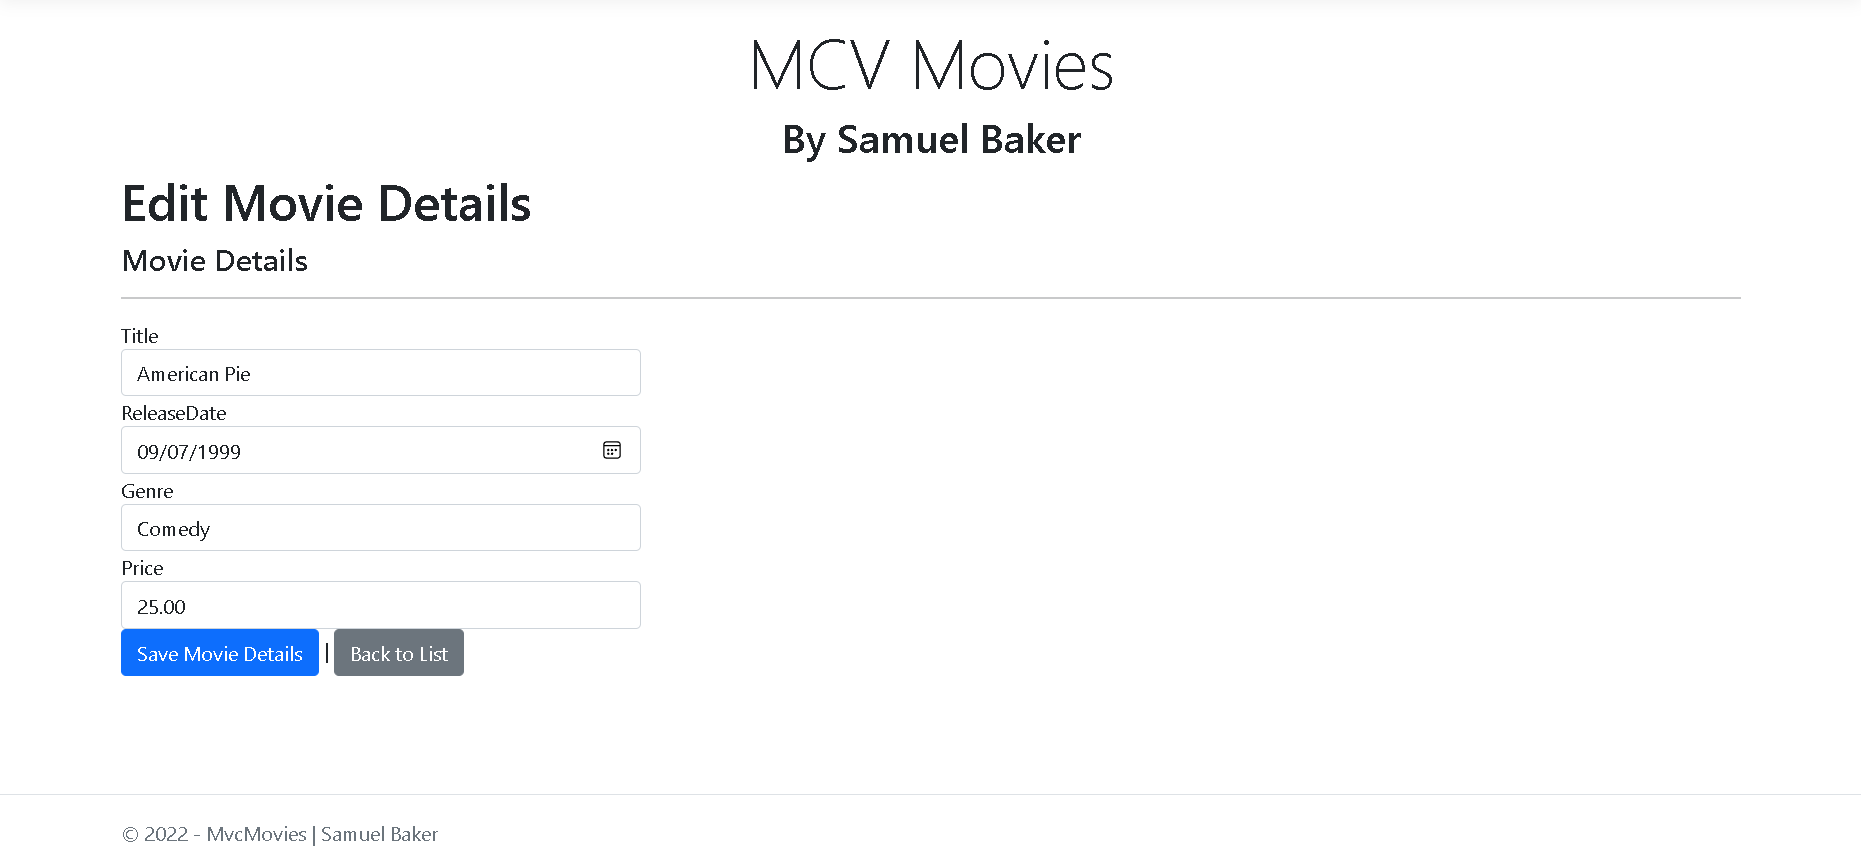 MCV Movies
By Samuel Baker
Edit Movie Details
Movie Details
Title
American Pie
ReleaseDate
09/07/1999
Genre
Comedy
Price
25.00
Save Movie Details | Back to List
© 2022 - MvcMovies | Samuel Baker